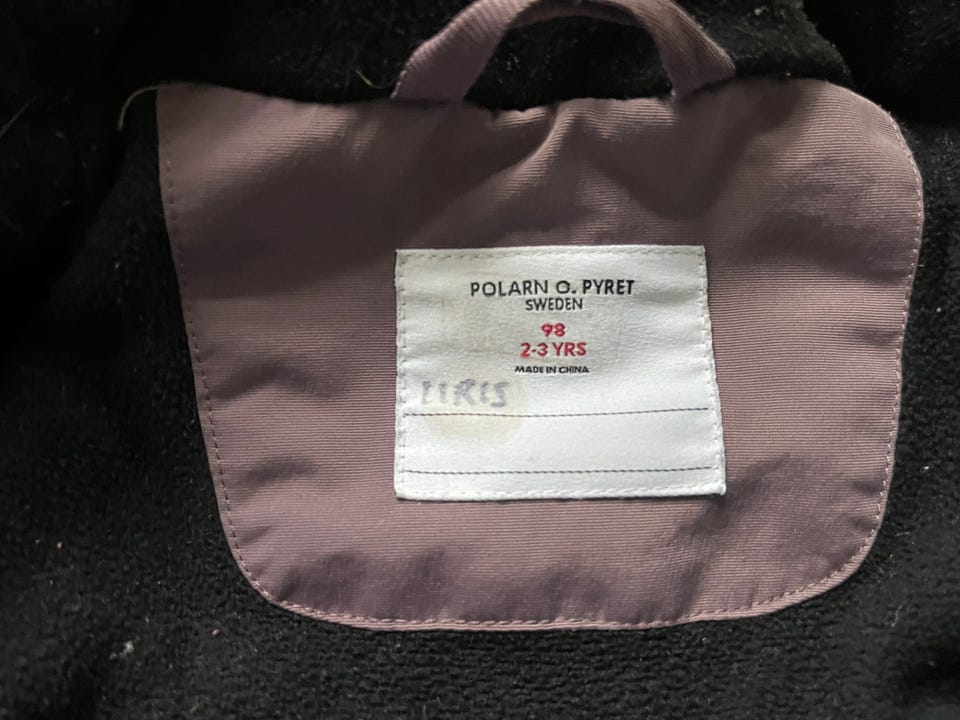 POLARN O. PYRET
SWEDEN
98
2-3 YRS
MADE IN CHINA